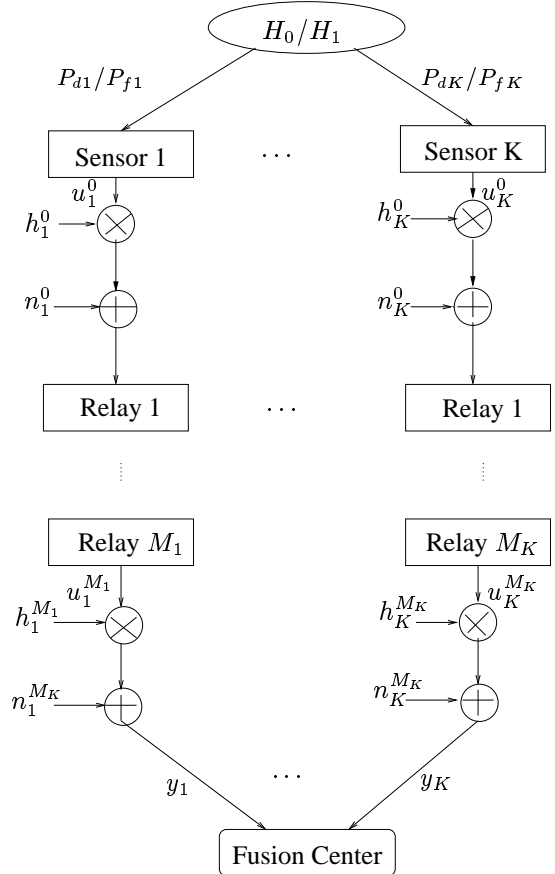 H_0/H_1
P_{d1}/P_{f1}
P_{dK}/P_{fK}
Sensor 1
. . .
Sensor K
u_1^0
u_K^0
h_1^0
h_K^0
n_1^0
n_K^0
Relay 1
. . .
Relay 1
Relay M_1
Relay M_K
u_1^{M_1}
u_K^{M_K}
h_1^{M_1}
h_K^{M_K}
n_1^{M_K}
n_K^{M_K}
y_1
. . .
y_K
Fusion Center